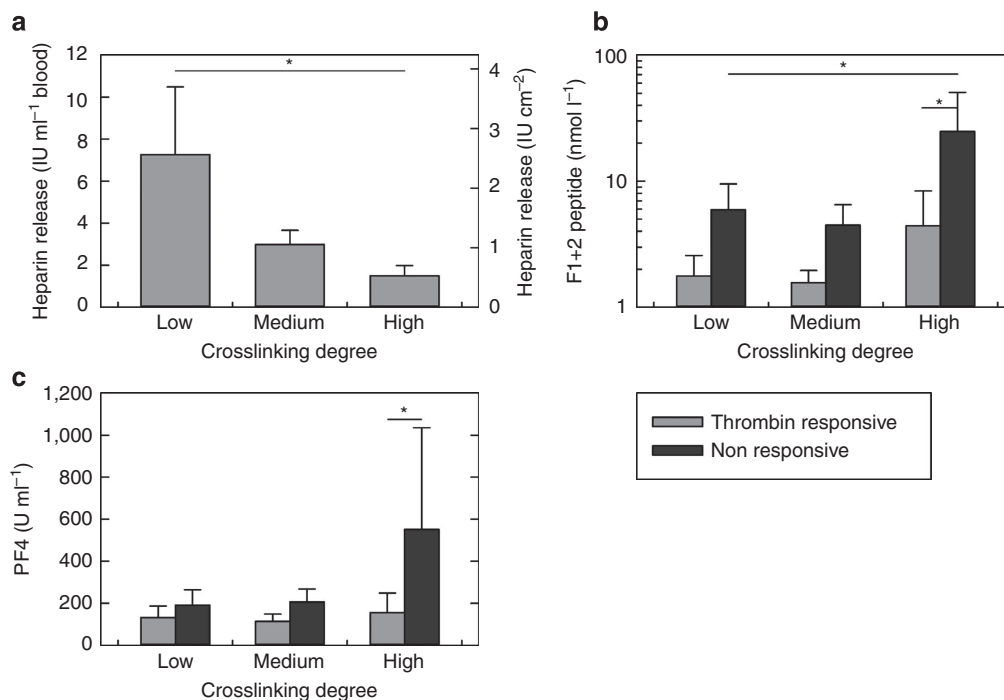 a
12
10
8
6
4
2
0
Heparin release (IU ml⁻¹ blood)
*
4
3
2
1
0
Heparin release (IU cm⁻²)
Low Medium High
Crosslinking degree
b
100
10
1
F1+2 peptide (nmol l⁻¹)
*
*
Low Medium High
Crosslinking degree
c
1,200
1,000
800
600
400
200
0
PF4 (U ml⁻¹)
*
Low Medium High
Crosslinking degree
Thrombin responsive
Non responsive